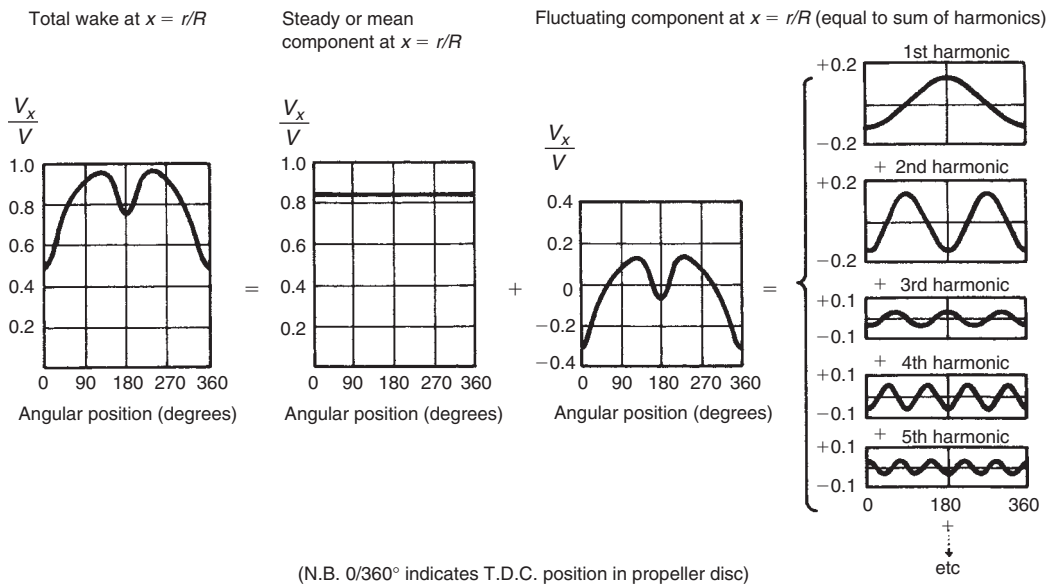 Total wake at x = r/R
Steady or mean
component at x = r/R
Fluctuating component at x = r/R (equal to sum of harmonics)
V_x
V
1.0
0.8
0.6
0.4
0.2
0 90 180 270 360
Angular position (degrees)
=
V_x
V
1.0
0.8
0.6
0.4
0.2
0 90 180 270 360
Angular position (degrees)
+
V_x
V
0.4
0.2
0
−0.2
−0.4
0 90 180 270 360
Angular position (degrees)
=
1st harmonic
+0.2
−0.2
+ 2nd harmonic
+0.2
−0.2
+ 3rd harmonic
+0.1
−0.1
+ 4th harmonic
+0.1
−0.1
+ 5th harmonic
+0.1
−0.1
0 180 360
+
etc
(N.B. 0/360° indicates T.D.C. position in propeller disc)